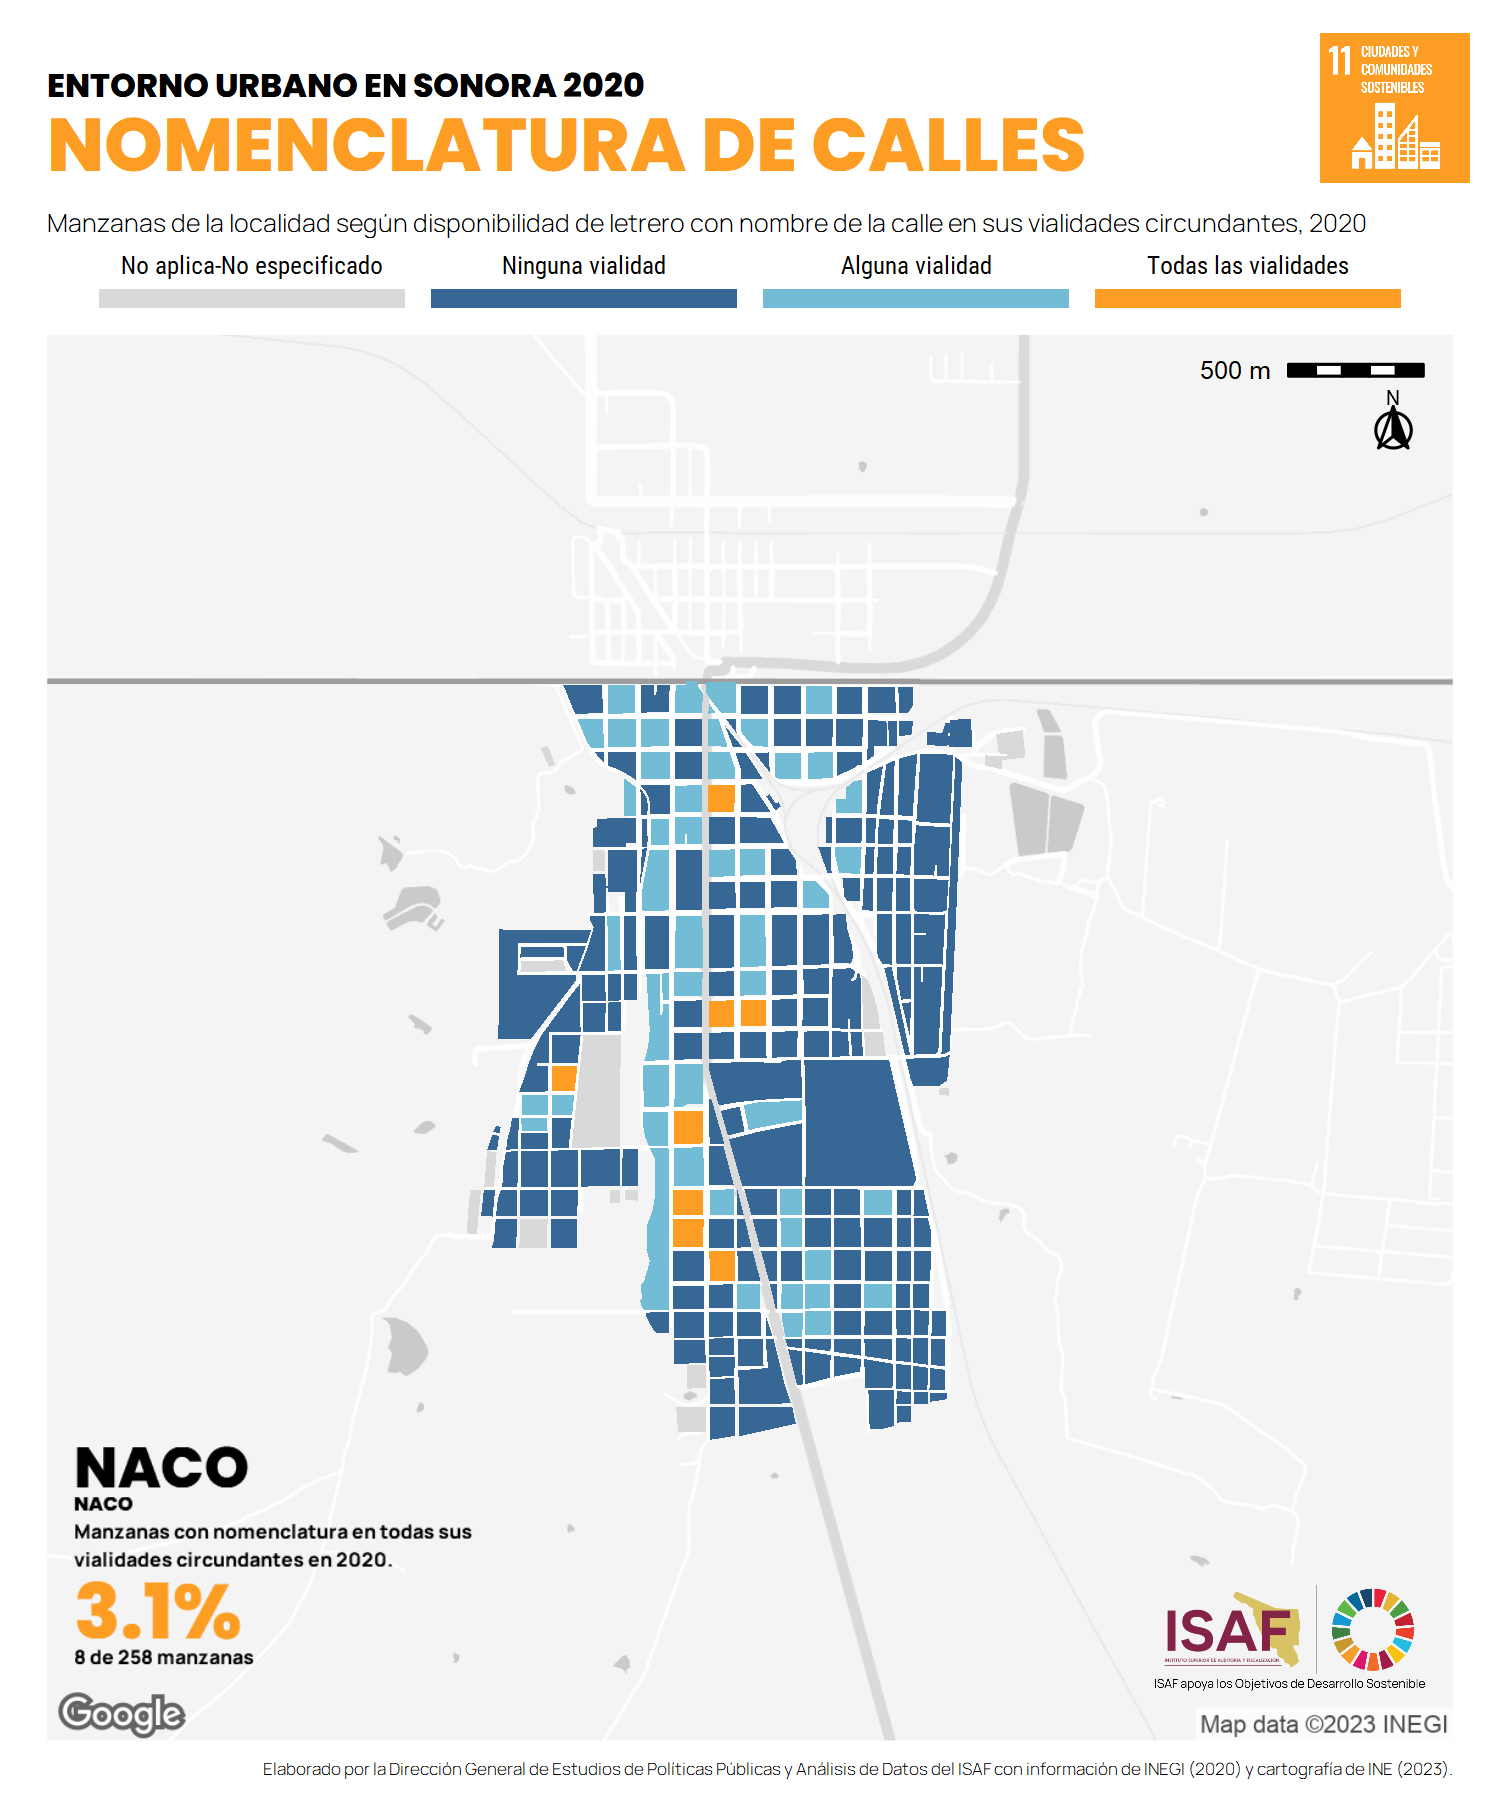 ENTORNO URBANO EN SONORA 2020
NOMENCLATURA DE CALLES
11 CIUDADES Y
COMUNIDADES
SOSTENIBLES
Manzanas de la localidad según disponibilidad de letrero con nombre de la calle en sus vialidades circundantes, 2020
No aplica-No especificado
Ninguna vialidad
Alguna vialidad
Todas las vialidades
500 m
N
NACO
NACO
Manzanas con nomenclatura en todas sus
vialidades circundantes en 2020.
3.1%
8 de 258 manzanas
Google
ISAF
INSTITUTO SUPERIOR DE AUDITORÍA Y FISCALIZACIÓN
ISAF apoya los Objetivos de Desarrollo Sostenible
Map data ©2023 INEGI
Elaborado por la Dirección General de Estudios de Políticas Públicas y Análisis de Datos del ISAF con información de INEGI (2020) y cartografía de INE (2023).